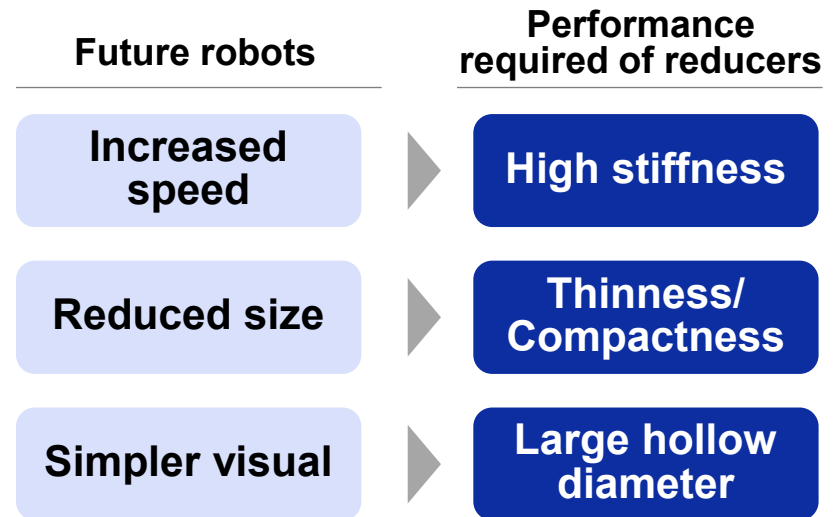 Future robots
Performance
required of reducers
Increased
speed
High stiffness
Reduced size
Thinness/
Compactness
Simpler visual
Large hollow
diameter